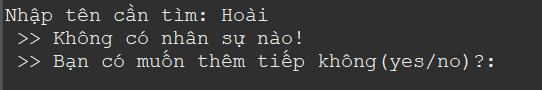 Nhập tên cần tìm: Hoài
>> Không có nhân sự nào!
>> Bạn có muốn thêm tiếp không(yes/no)?: